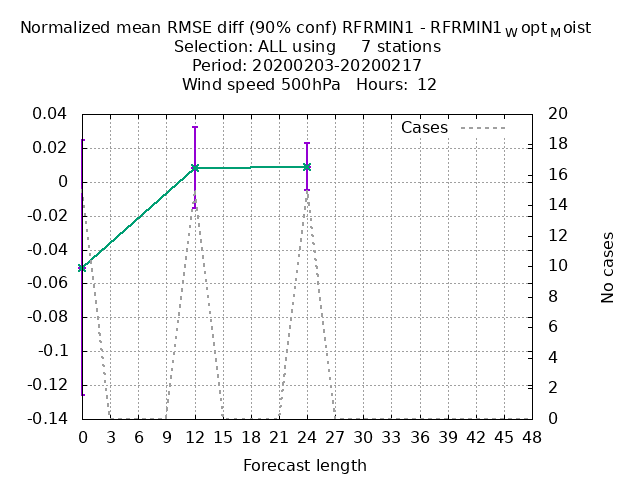 Normalized mean RMSE diff (90% conf) RFRMIN1 - RFRMIN1WoptMoist
Selection: ALL using 7 stations
Period: 20200203-20200217
Wind speed 500hPa Hours: 12
Cases
0.04
0.02
0
-0.02
-0.04
-0.06
-0.08
-0.1
-0.12
-0.14
20
18
16
14
12
10
8
6
4
2
0
No cases
0 3 6 9 12 15 18 21 24 27 30 33 36 39 42 45 48
Forecast length